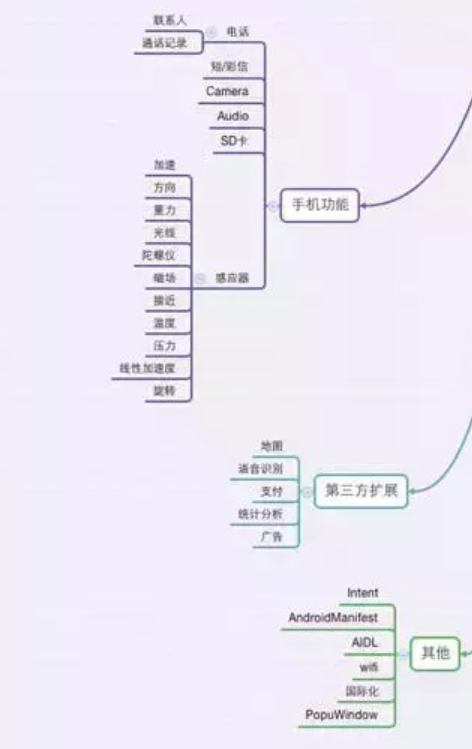 联系人
电话
通话记录
短/彩信
Camera
Audio
SD卡
加速
方向
重力
手机功能
光线
陀螺仪
磁场
感应器
接近
温度
压力
线性加速度
旋转
地图
语音识别
支付
第三方扩展
统计分析
广告
Intent
AndroidManifest
AIDL
其他
wifi
国际化
PopuWindow